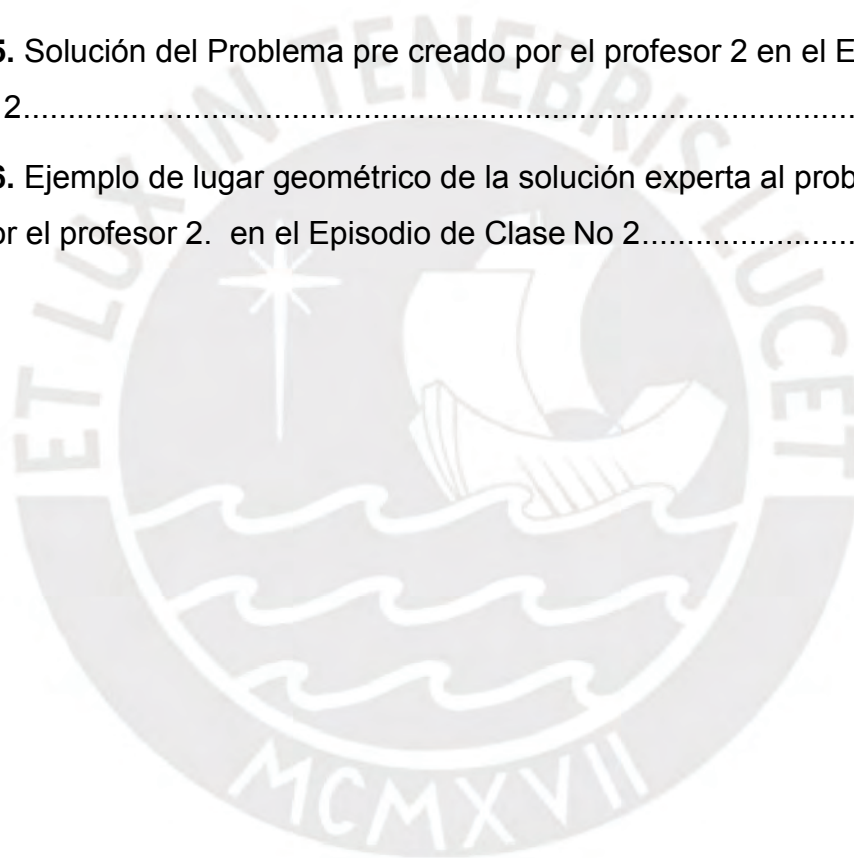 5. Solución del Problema pre creado por el profesor 2 en el E
2.............................................................................................
6. Ejemplo de lugar geométrico de la solución experta al prob
or el profesor 2.  en el Episodio de Clase No 2........................
ET LUX IN TENEBRIS LUCET
MCMXVII